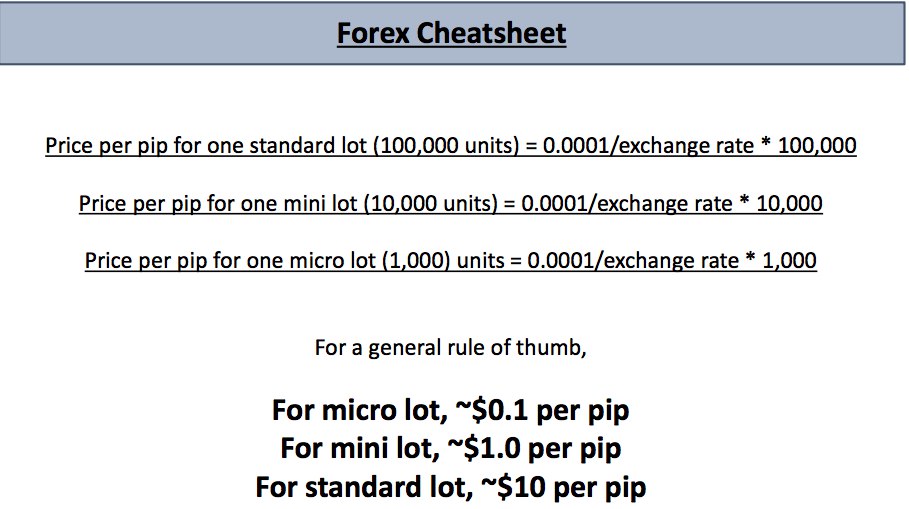 Forex Cheatsheet
Price per pip for one standard lot (100,000 units) = 0.0001/exchange rate * 100,000
Price per pip for one mini lot (10,000 units) = 0.0001/exchange rate * 10,000
Price per pip for one micro lot (1,000) units = 0.0001/exchange rate * 1,000
For a general rule of thumb,
For micro lot, ~$0.1 per pip
For mini lot, ~$1.0 per pip
For standard lot, ~$10 per pip